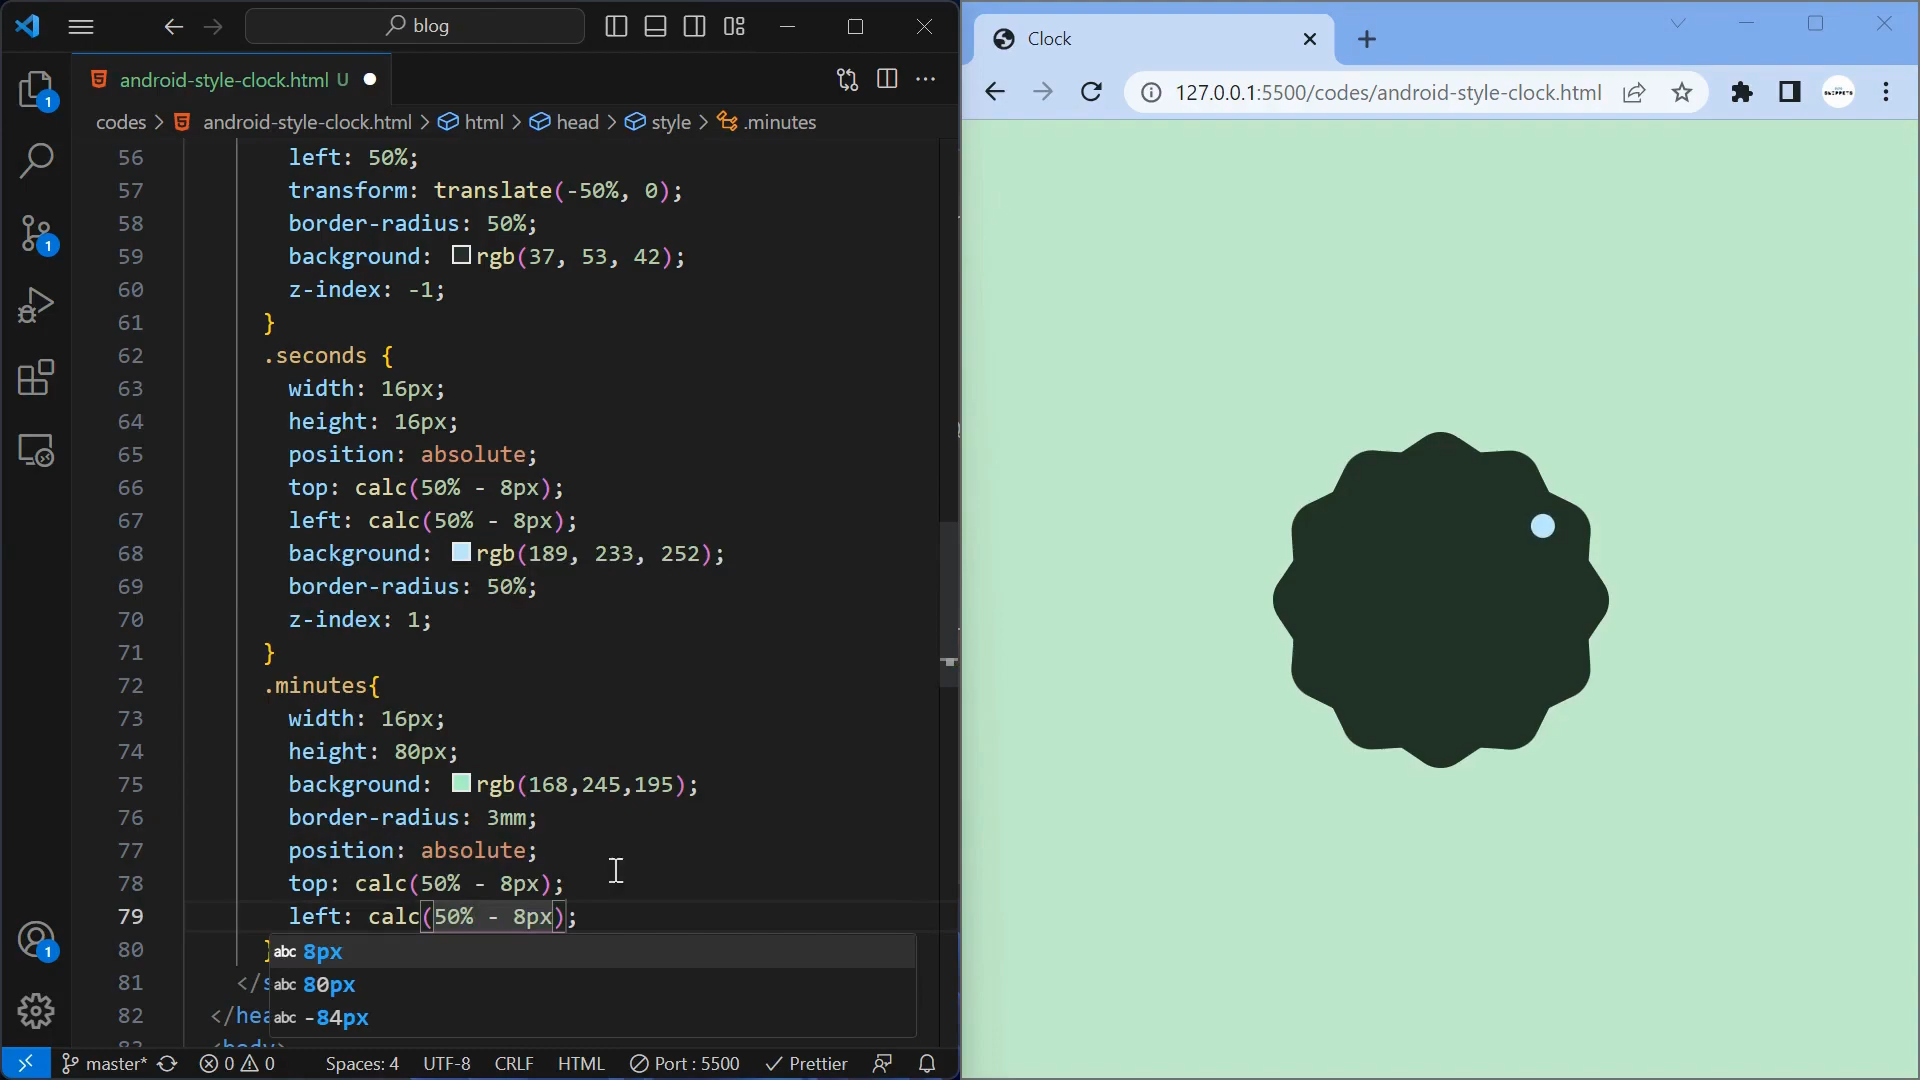 blog
android-style-clock.html U
codes > android-style-clock.html > html > head > style > .minutes
56 left: 50%;
57 transform: translate(-50%, 0);
58 border-radius: 50%;
59 background: rgb(37, 53, 42);
60 z-index: -1;
61 }
62 .seconds {
63 width: 16px;
64 height: 16px;
65 position: absolute;
66 top: calc(50% - 8px);
67 left: calc(50% - 8px);
68 background: rgb(189, 233, 252);
69 border-radius: 50%;
70 z-index: 1;
71 }
72 .minutes{
73 width: 16px;
74 height: 80px;
75 background: rgb(168,245,195);
76 border-radius: 3mm;
77 position: absolute;
78 top: calc(50% - 8px);
79 left: calc(50% - 8px);
80 }
abc 8px
81 </s
abc 80px
82 </hea
abc -84px
1
1
1
master* 0 0 Spaces: 4 UTF-8 CRLF HTML Port : 5500 Prettier
Clock
127.0.0.1:5500/codes/android-style-clock.html